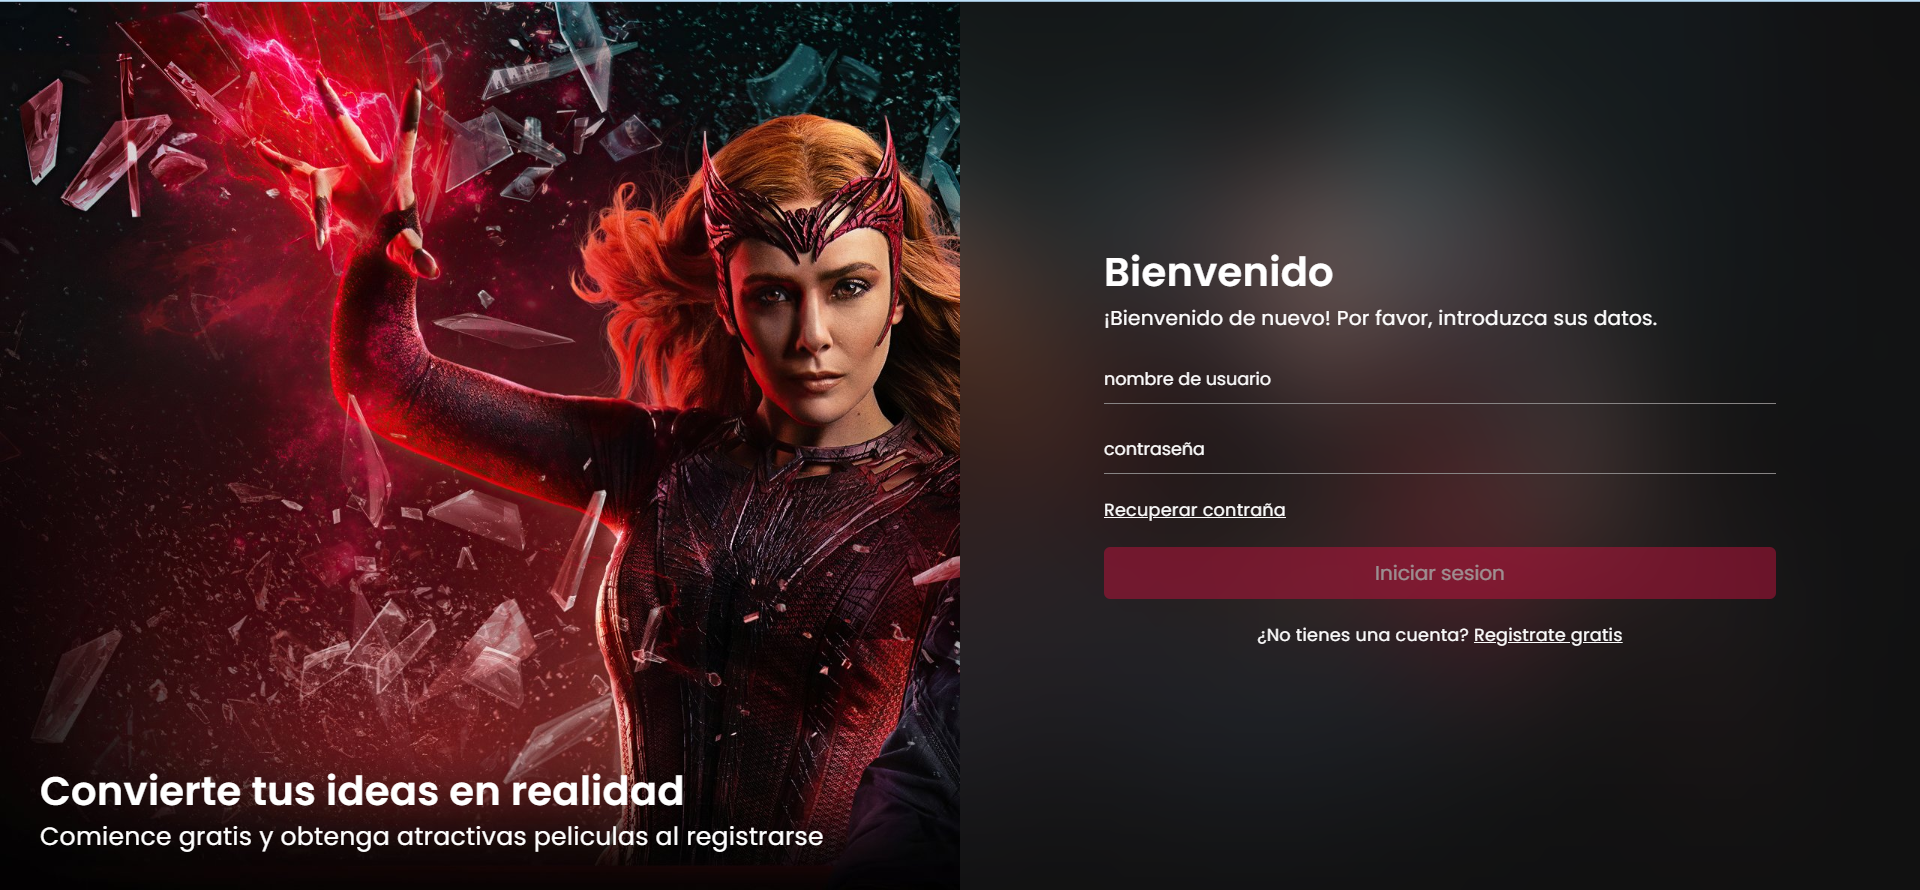 Convierte tus ideas en realidad
Comience gratis y obtenga atractivas peliculas al registrarse
Bienvenido
¡Bienvenido de nuevo! Por favor, introduzca sus datos.
nombre de usuario
contraseña
Recuperar contraña
Iniciar sesion
¿No tienes una cuenta? Registrate gratis